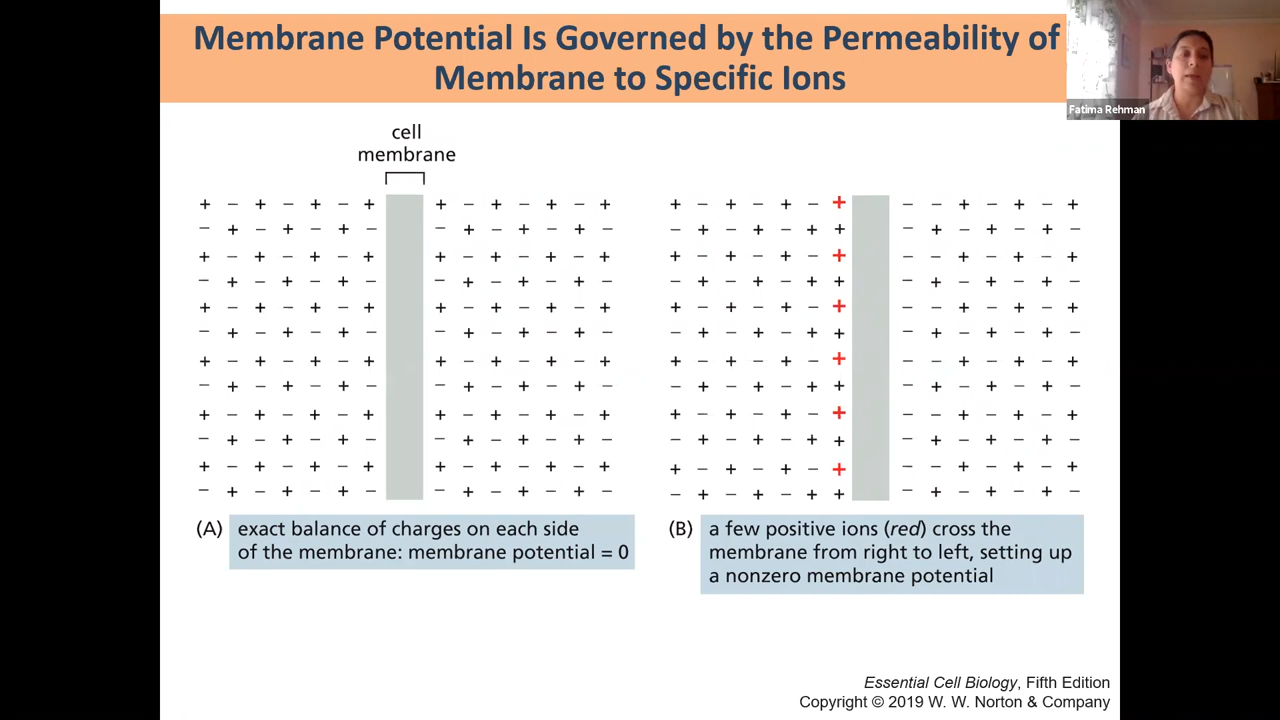 Membrane Potential Is Governed by the Permeability of
Membrane to Specific Ions
Fatima Rehman
cell
membrane
+ − + − + − + + − + − + − +
− + − + − + − − + − + − + −
+ − + − + − + + − + − + − +
− + − + − + − − + − + − + −
+ − + − + − + + − + − + − +
− + − + − + − − + − + − + −
+ − + − + − + + − + − + − +
− + − + − + − − + − + − + −
+ − + − + − + + − + − + − +
− + − + − + − − + − + − + −
+ − + − + − + + − + − + − +
− + − + − + − − + − + − + −
(A) exact balance of charges on each side
of the membrane: membrane potential = 0
+ − + − + − + − − + − + − +
− + − + − + + − + − + − + −
+ − + − + − + − − + − + − +
− + − + − + + − + − + − + −
+ − + − + − + − − + − + − +
− + − + − + + − + − + − + −
+ − + − + − + − − + − + − +
− + − + − + + − + − + − + −
+ − + − + − + − − + − + − +
− + − + − + + − + − + − + −
+ − + − + − + − − + − + − +
− + − + − + + − + − + − + −
(B) a few positive ions (red) cross the
membrane from right to left, setting up
a nonzero membrane potential
Essential Cell Biology, Fifth Edition
Copyright © 2019 W. W. Norton & Company